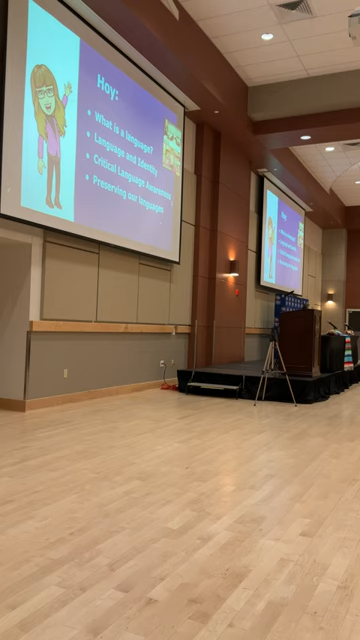 Hoy:
• What is a language?
• Language and Identity
• Critical Language Awareness
• Preserving our languages